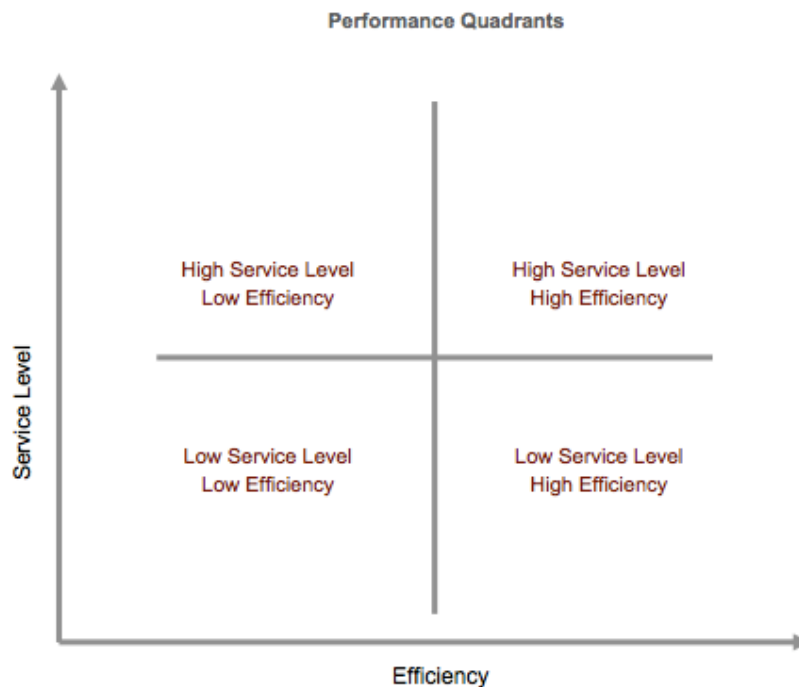 Performance Quadrants
High Service Level
Low Efficiency
High Service Level
High Efficiency
Service Level
Low Service Level
Low Efficiency
Low Service Level
High Efficiency
Efficiency